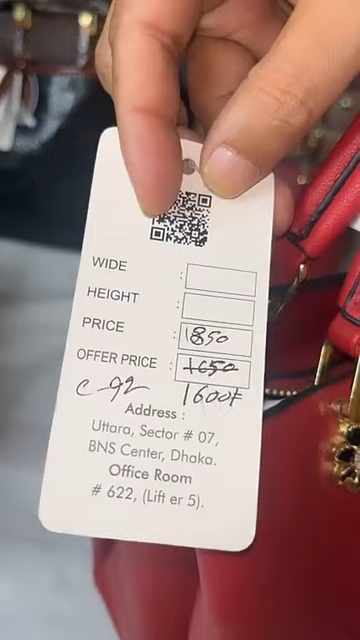 WIDE :
HEIGHT :
PRICE : 1850
OFFER PRICE : 1650
C-92 1600F
Address :
Uttara, Sector # 07,
BNS Center, Dhaka.
Office Room
# 622, (Lift er 5).